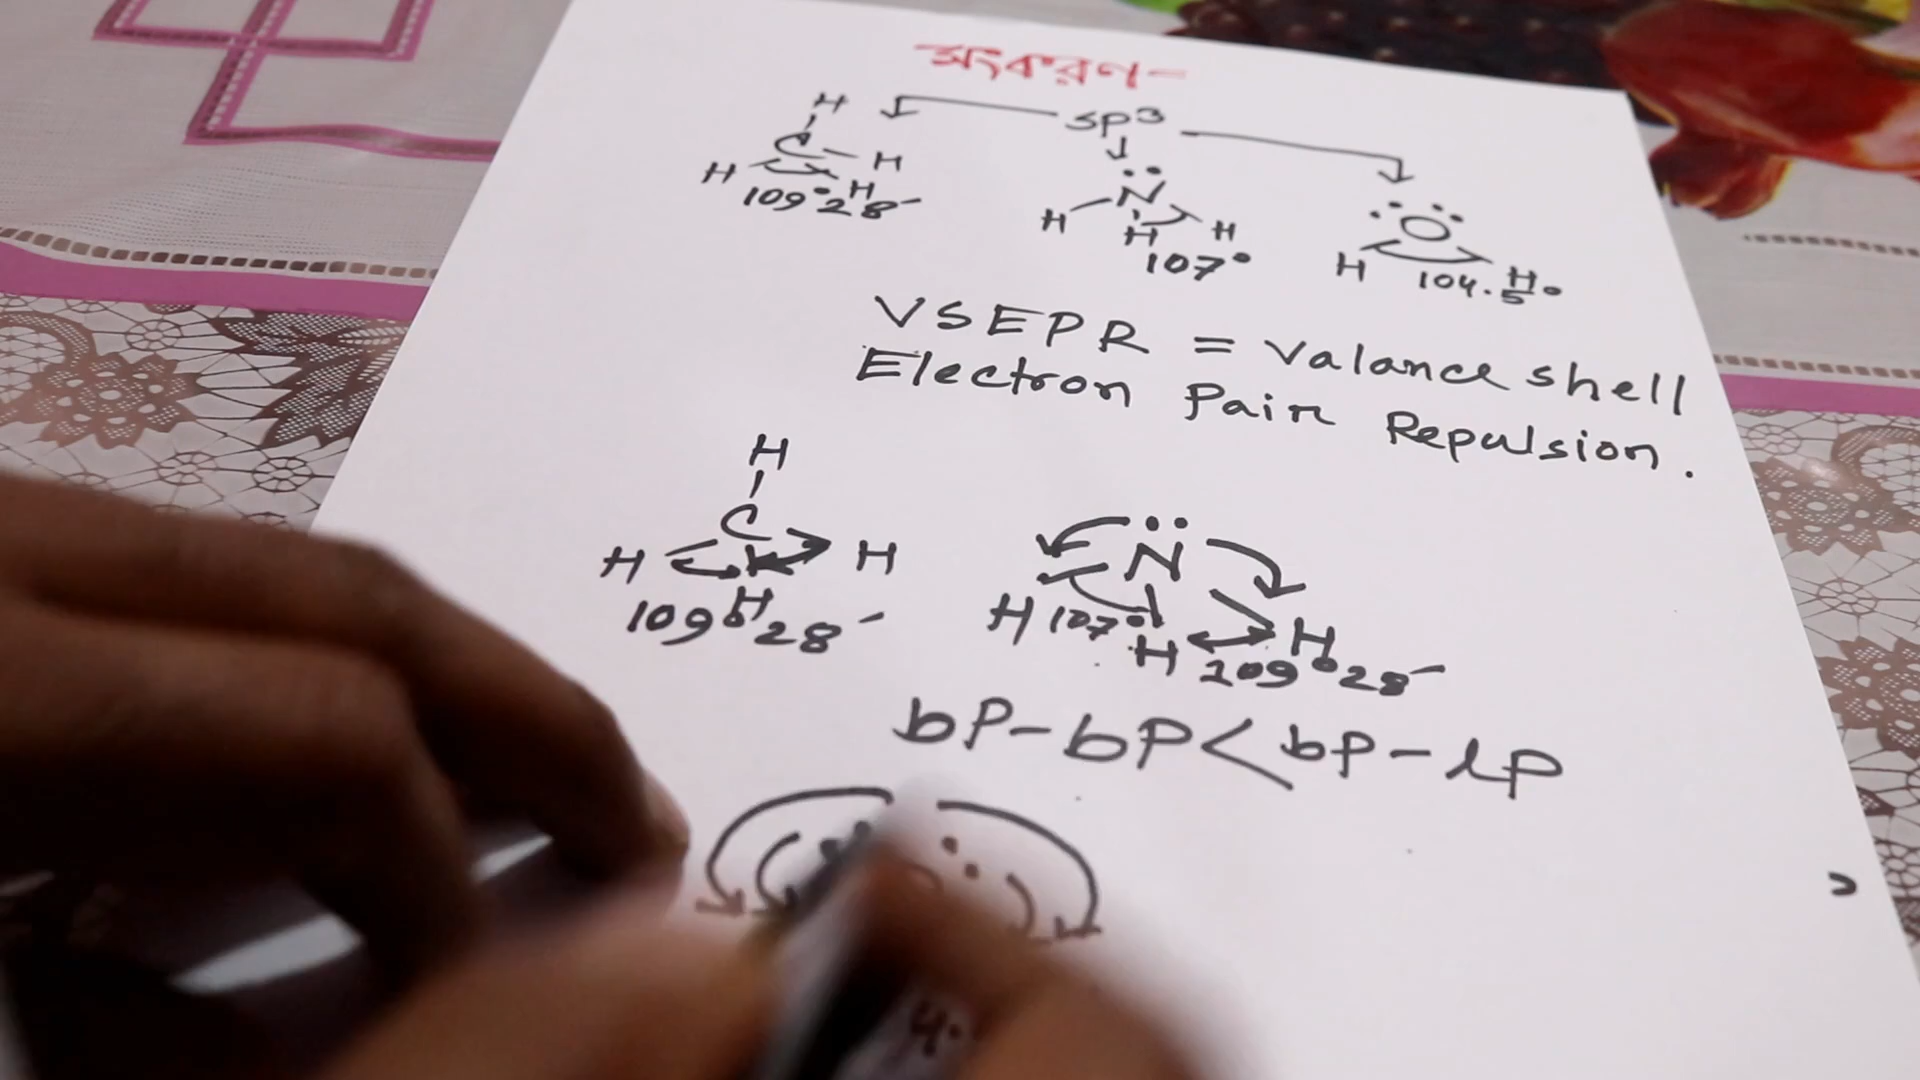 সংকরণ-
sp³
H
C H
H H
109°28′
N
H H H
107°
O
H H
104.5°
VSEPR = Valance shell
Electron Pair Repulsion.
H
C
H H
H
109°28′
N
H 107° H H
109°28′
bP-bP<bP-lP